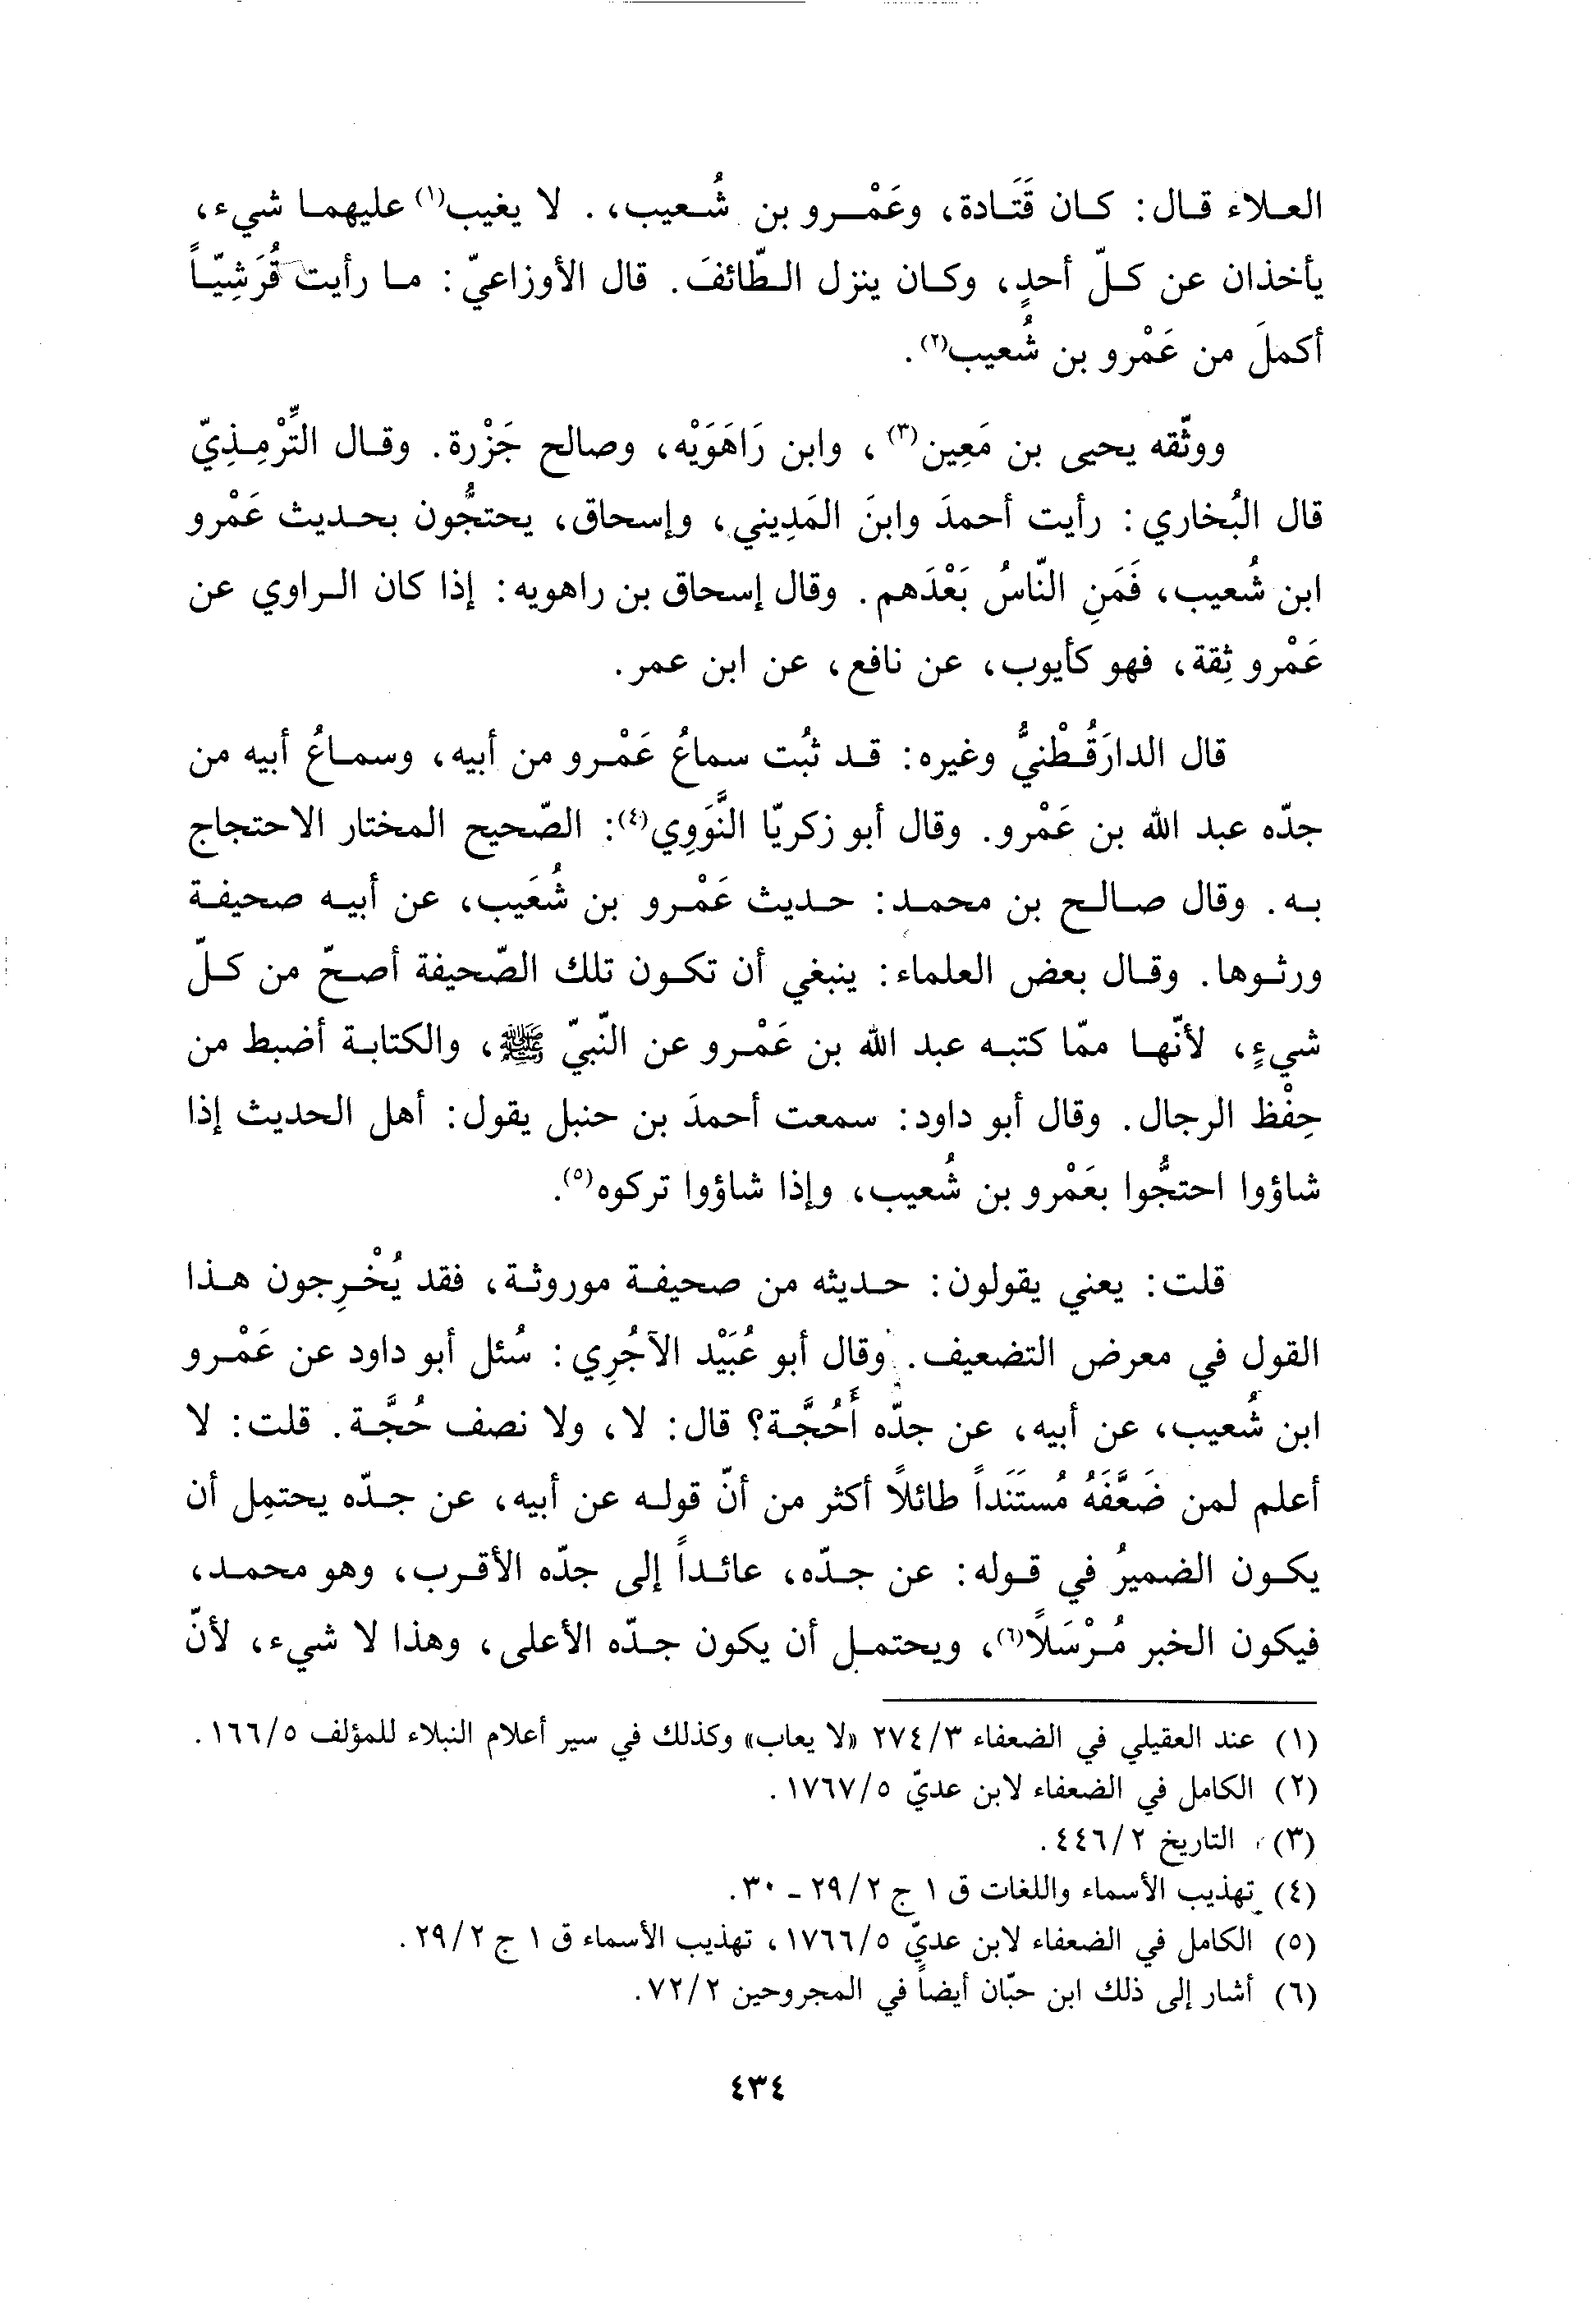 العلاء قال: كان قَتَادة، وعَمْرو بن شُعيب، . لا يغيب(١) عليهما شيء،
يأخذان عن كلّ أحدٍ، وكان ينزل الطّائفَ. قال الأوزاعيّ: ما رأيت قُرَشِيّاً
أكملَ من عَمْرو بن شُعيب(٢).
ووثّقه يحيى بن مَعِين(٣)، وابن رَاهَوَيْه، وصالح جَزْرة. وقال التِّرْمِذِيّ
قال البُخاري: رأيت أحمدَ وابنَ المَدِيني، وإسحاق، يحتجُّون بحديث عَمْرو
ابن شُعيب، فَمَنِ النّاسُ بَعْدَهم. وقال إسحاق بن راهويه: إذا كان الراوي عن
عَمْرو ثِقة، فهو كأيوب، عن نافع، عن ابن عمر.
قال الدارَقُطْنيُّ وغيره: قد ثبُت سماعُ عَمْرو من أبيه، وسماعُ أبيه من
جدّه عبد الله بن عَمْرو. وقال أبو زكريّا النَّوَوِي(٤): الصّحيح المختار الاحتجاج
به. وقال صالح بن محمد: حديث عَمْرو بن شُعَيب، عن أبيه صحيفة
ورثوها. وقال بعض العلماء: ينبغي أن تكون تلك الصّحيفة أصحّ من كلّ
شيءٍ، لأنّها ممّا كتبه عبد الله بن عَمْرو عن النّبيّ ﷺ، والكتابة أضبط من
حِفْظ الرجال. وقال أبو داود: سمعت أحمدَ بن حنبل يقول: أهل الحديث إذا
شاؤوا احتجُّوا بعَمْرو بن شُعيب، وإذا شاؤوا تركوه(٥).
قلت: يعني يقولون: حديثه من صحيفة موروثة، فقد يُخْرِجون هذا
القول في معرض التضعيف. وقال أبو عُبَيْد الآجُرِي: سُئل أبو داود عن عَمْرو
ابن شُعيب، عن أبيه، عن جدّه أَحُجَّة؟ قال: لا، ولا نصف حُجَّة. قلت: لا
أعلم لمن ضَعَّفَهُ مُستَنَداً طائلاً أكثر من أنّ قوله عن أبيه، عن جدّه يحتمِل أن
يكون الضميرُ في قوله: عن جدّه، عائداً إلى جدّه الأقرب، وهو محمد،
فيكون الخبر مُرْسَلاً(٦)، ويحتمل أن يكون جدّه الأعلى، وهذا لا شيء، لأنّ
(١) عند العقيلي في الضعفاء ٢٧٤/٣ «لا يعاب» وكذلك في سير أعلام النبلاء للمؤلف ١٦٦/٥.
(٢) الكامل في الضعفاء لابن عديّ ١٧٦٧/٥.
(٣) التاريخ ٤٤٦/٢.
(٤) تهذيب الأسماء واللغات ق ١ ج ٢٩/٢ ـ ٣٠.
(٥) الكامل في الضعفاء لابن عديّ ١٧٦٦/٥، تهذيب الأسماء ق ١ ج ٢٩/٢.
(٦) أشار إلى ذلك ابن حبّان أيضاً في المجروحين ٧٢/٢.
٤٣٤